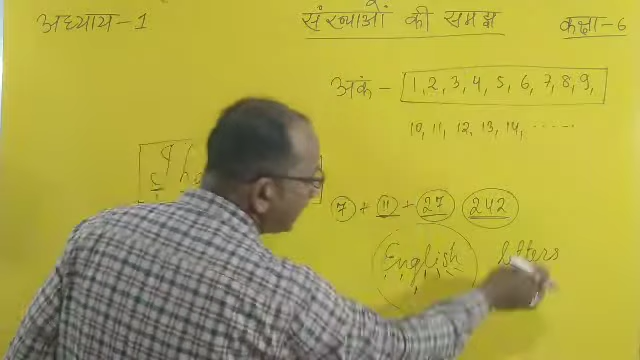 अध्याय-1 संख्याओं की समझ कक्षा-6
अकं - 1, 2, 3, 4, 5, 6, 7, 8, 9,
10, 11, 12, 13, 14, ......
7 + 11 + 27 242
English letters